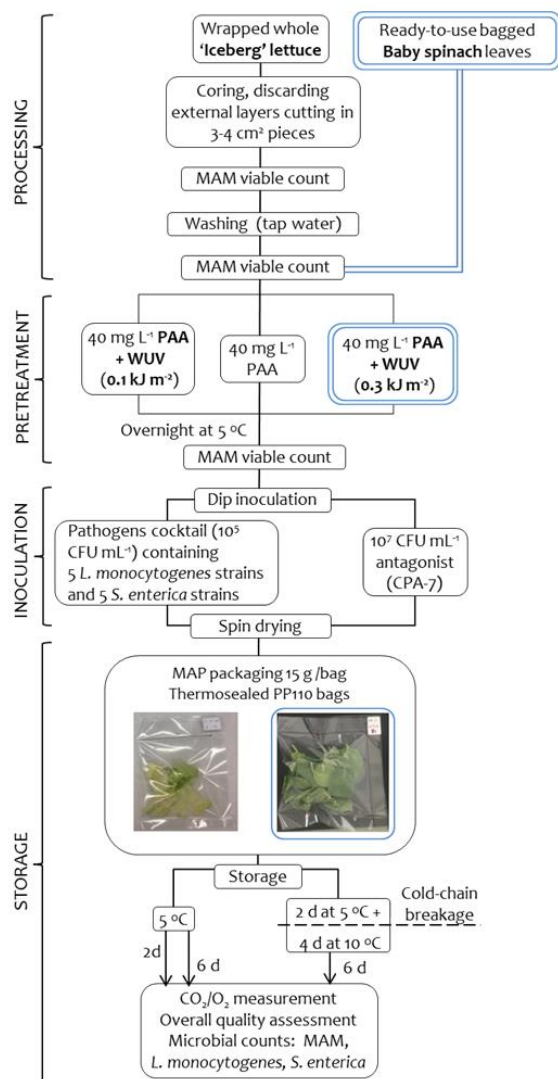 PROCESSING
Wrapped whole
'Iceberg' lettuce
Ready-to-use bagged
Baby spinach leaves
Coring, discarding
external layers cutting in
3-4 cm² pieces
MAM viable count
Washing (tap water)
MAM viable count
PRETREATMENT
40 mg L⁻¹ PAA
+ WUV
(0.1 kJ m⁻²)
40 mg L⁻¹
PAA
40 mg L⁻¹ PAA
+ WUV
(0.3 kJ m⁻²)
Overnight at 5 ºC
MAM viable count
INOCULATION
Dip inoculation
Pathogens cocktail (10⁵
CFU mL⁻¹) containing
5 L. monocytogenes strains
and 5 S. enterica strains
10⁷ CFU mL⁻¹
antagonist
(CPA-7)
Spin drying
STORAGE
MAP packaging 15 g /bag
Thermosealed PP110 bags
Storage
5 ºC
2 d at 5 ºC +
4 d at 10 ºC
Cold-chain
breakage
2d
6 d
6 d
CO₂/O₂ measurement
Overall quality assessment
Microbial counts: MAM,
L. monocytogenes, S. enterica